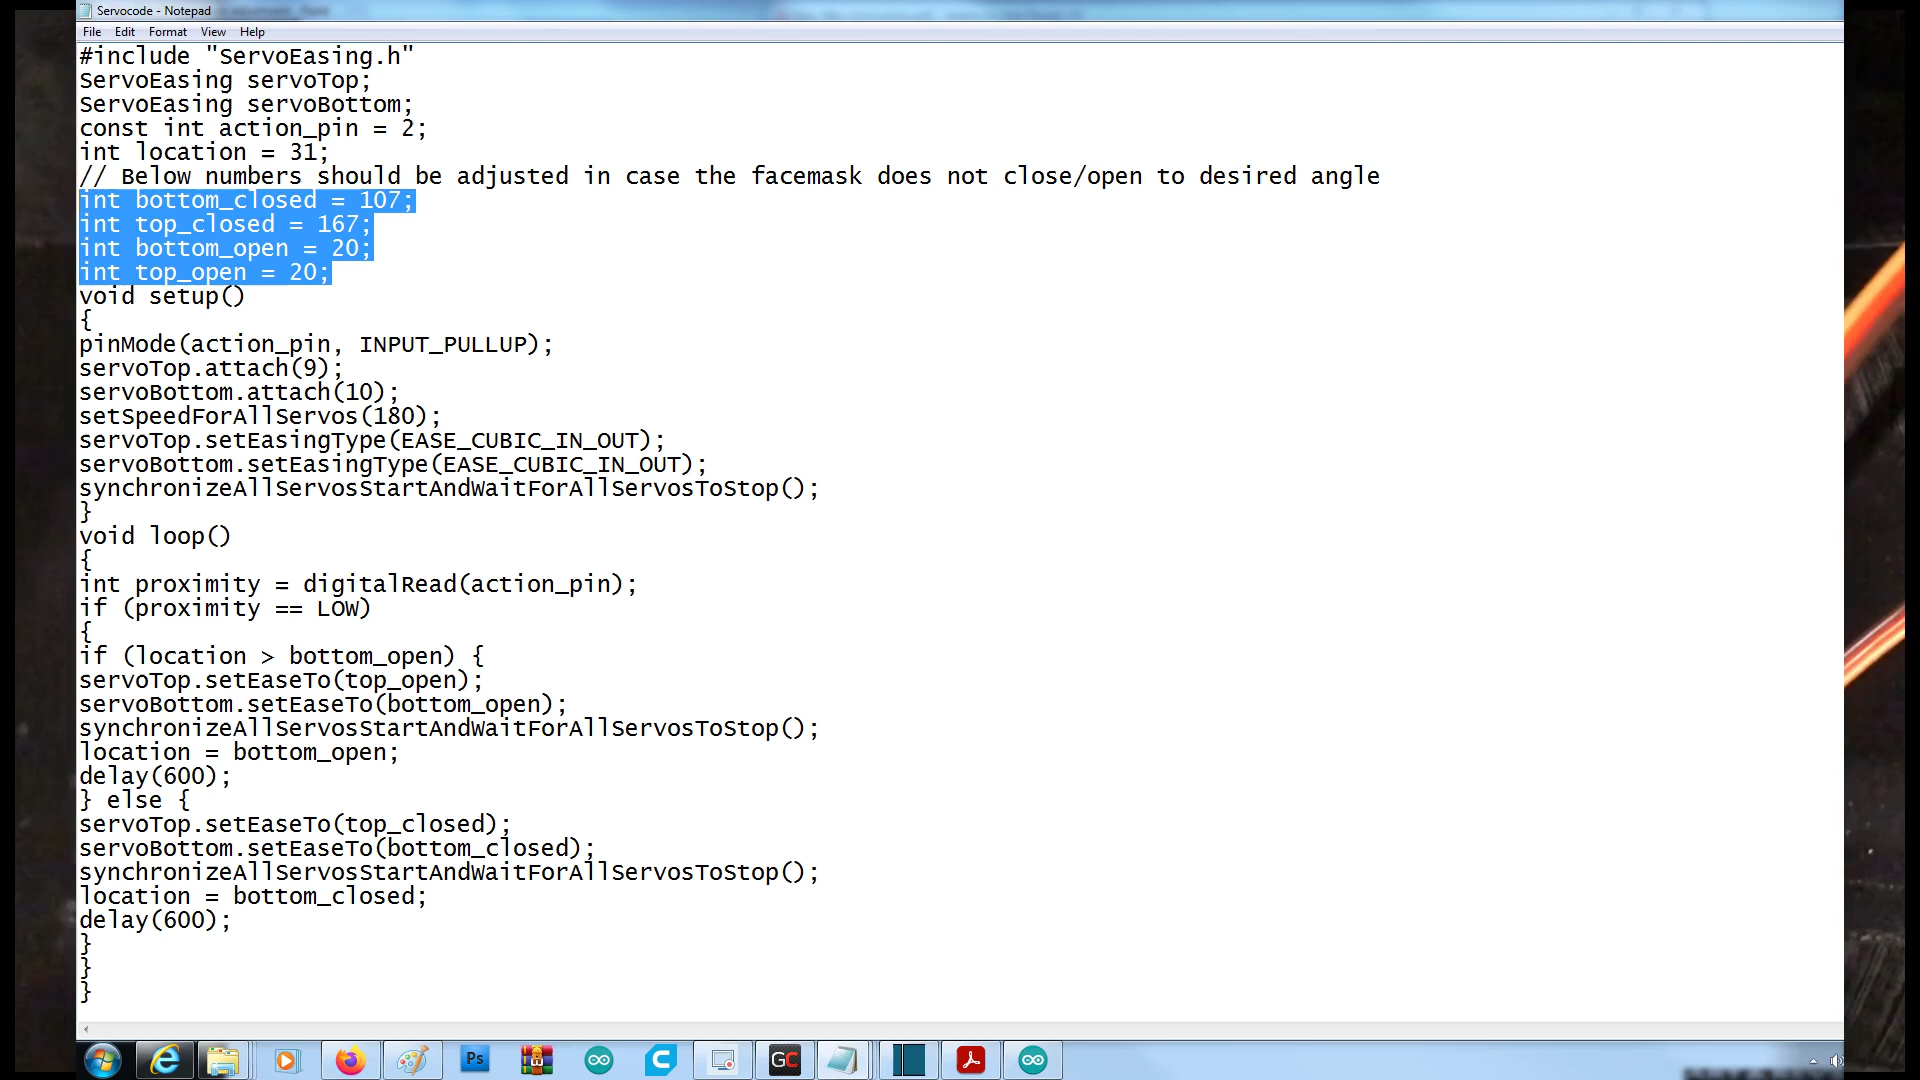 Servocode - Notepad
File Edit Format View Help
#include "ServoEasing.h"
ServoEasing servoTop;
ServoEasing servoBottom;
const int action_pin = 2;
int location = 31;
// Below numbers should be adjusted in case the facemask does not close/open to desired angle
int bottom_closed = 107;
int top_closed = 167;
int bottom_open = 20;
int top_open = 20;
void setup()
{
pinMode(action_pin, INPUT_PULLUP);
servoTop.attach(9);
servoBottom.attach(10);
setSpeedForAllServos(180);
servoTop.setEasingType(EASE_CUBIC_IN_OUT);
servoBottom.setEasingType(EASE_CUBIC_IN_OUT);
synchronizeAllServosStartAndWaitForAllServosToStop();
}
void loop()
{
int proximity = digitalRead(action_pin);
if (proximity == LOW)
{
if (location > bottom_open) {
servoTop.setEaseTo(top_open);
servoBottom.setEaseTo(bottom_open);
synchronizeAllServosStartAndWaitForAllServosToStop();
location = bottom_open;
delay(600);
} else {
servoTop.setEaseTo(top_closed);
servoBottom.setEaseTo(bottom_closed);
synchronizeAllServosStartAndWaitForAllServosToStop();
location = bottom_closed;
delay(600);
}
}
}
Ps
GC